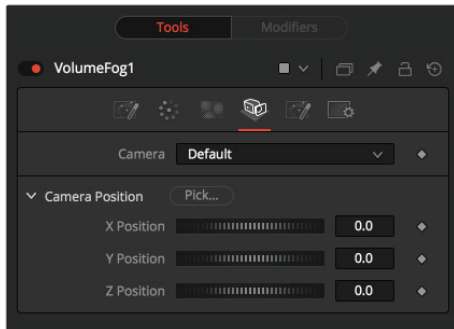 Tools Modifiers
VolumeFog1
Camera Default
Camera Position Pick...
X Position 0.0
Y Position 0.0
Z Position 0.0